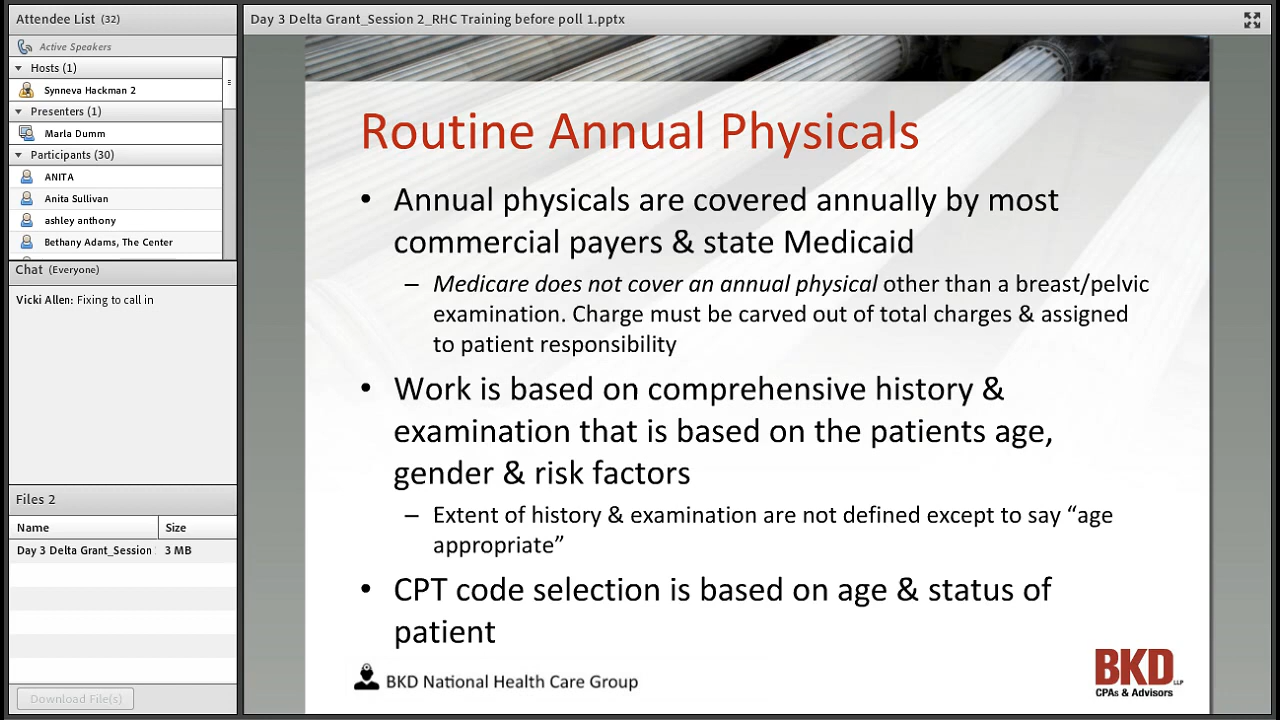 Attendee List (32)
Active Speakers
Hosts (1)
Synneva Hackman 2
Presenters (1)
Marla Dumm
Participants (30)
ANITA
Anita Sullivan
ashley anthony
Bethany Adams, The Center
Chat (Everyone)
Vicki Allen: Fixing to call in
Files 2
Name Size
Day 3 Delta Grant_Session 3 MB
Download File(s)
Day 3 Delta Grant_Session 2_RHC Training before poll 1.pptx
Routine Annual Physicals
• Annual physicals are covered annually by most
commercial payers & state Medicaid
– Medicare does not cover an annual physical other than a breast/pelvic
examination. Charge must be carved out of total charges & assigned
to patient responsibility
• Work is based on comprehensive history &
examination that is based on the patients age,
gender & risk factors
– Extent of history & examination are not defined except to say “age
appropriate”
• CPT code selection is based on age & status of
patient
BKD National Health Care Group
BKD LLP
CPAs & Advisors